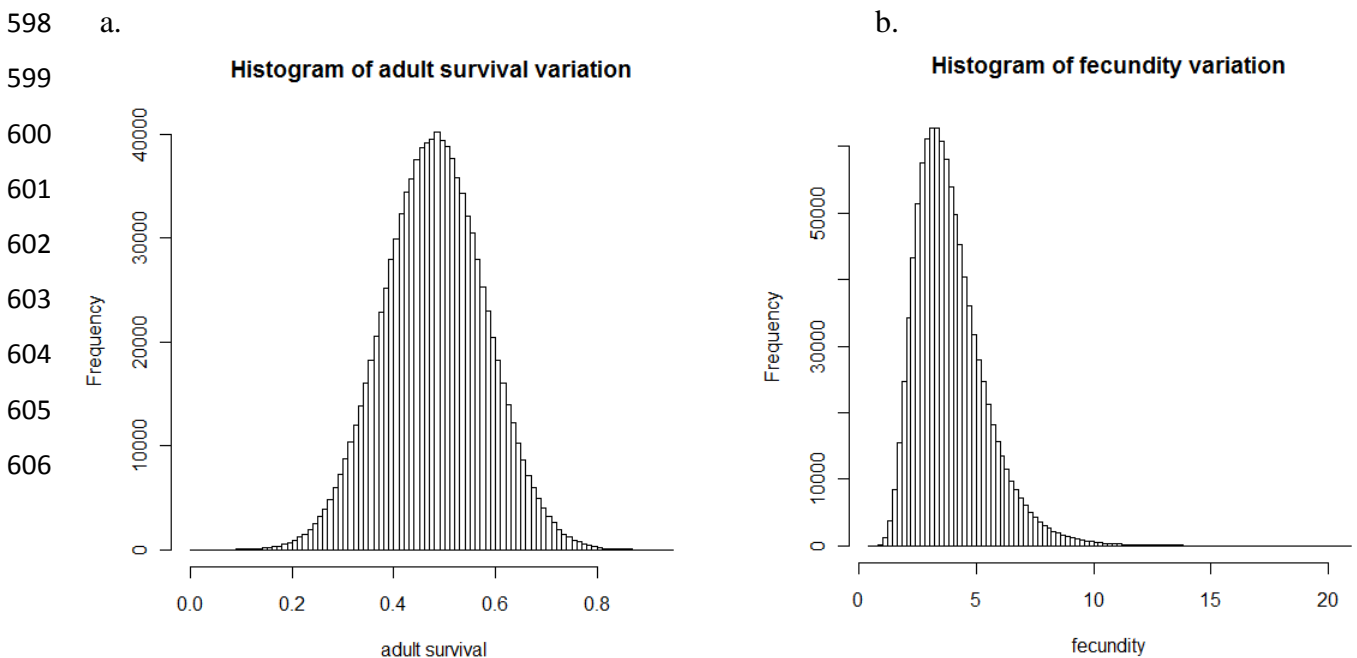 598 a. b.
Histogram of adult survival variation
Histogram of fecundity variation
599
600
601
602
603
604
605
606
Frequency
40000
30000
20000
10000
0
0.0 0.2 0.4 0.6 0.8
adult survival
Frequency
50000
30000
10000
0
0 5 10 15 20
fecundity